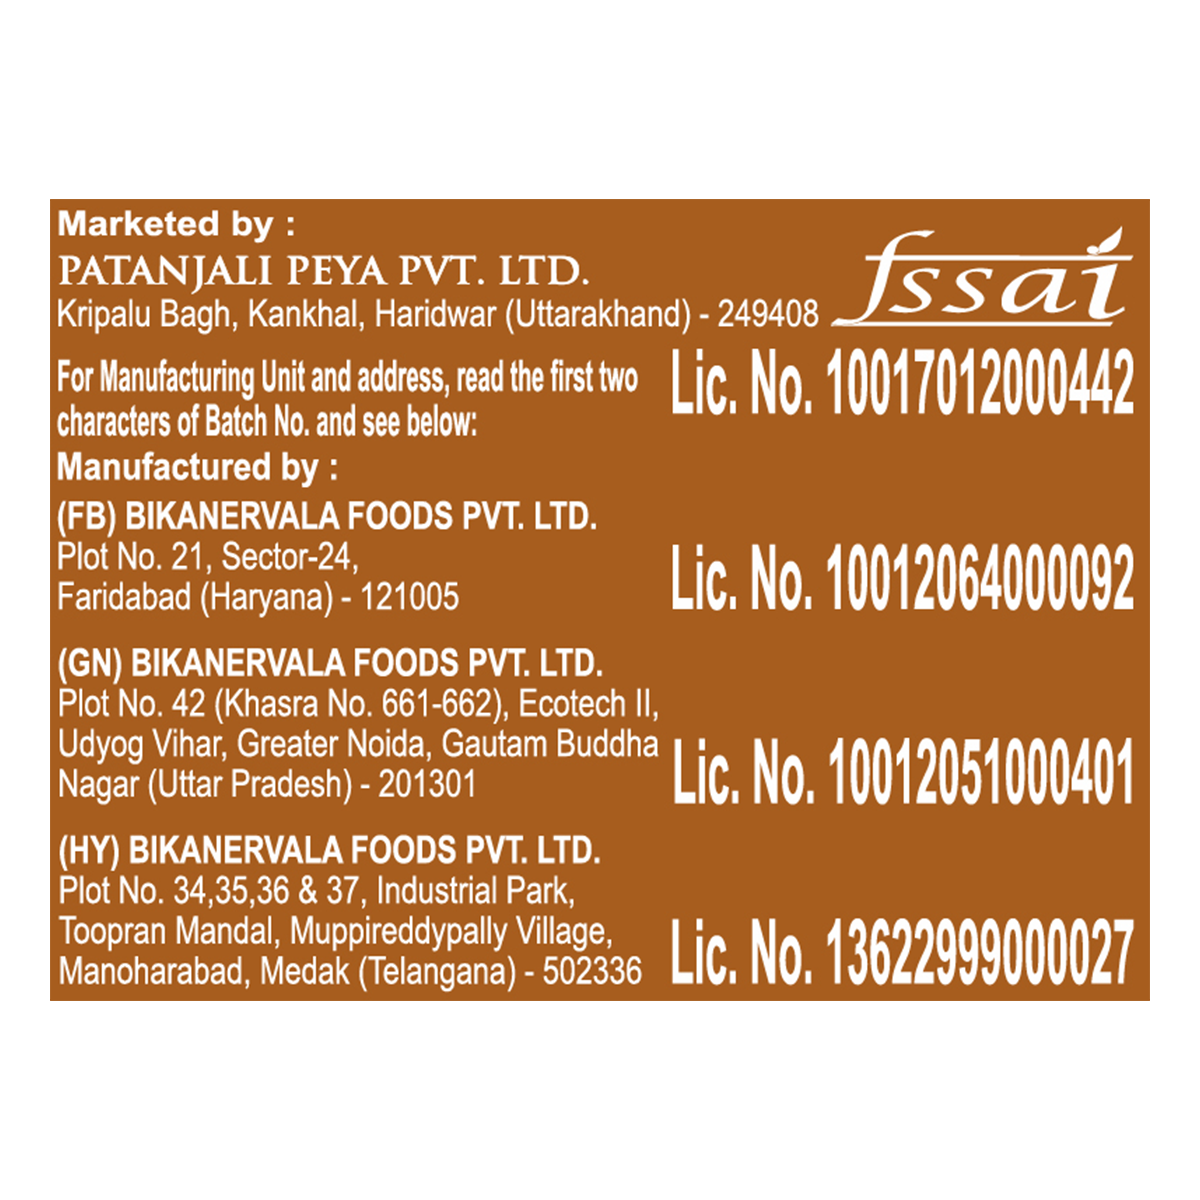 Marketed by :
PATANJALI PEYA PVT. LTD.
Kripalu Bagh, Kankhal, Haridwar (Uttarakhand) - 249408
fssai
Lic. No. 10017012000442
For Manufacturing Unit and address, read the first two
characters of Batch No. and see below:
Manufactured by :
(FB) BIKANERVALA FOODS PVT. LTD.
Plot No. 21, Sector-24,
Faridabad (Haryana) - 121005
Lic. No. 10012064000092
(GN) BIKANERVALA FOODS PVT. LTD.
Plot No. 42 (Khasra No. 661-662), Ecotech II,
Udyog Vihar, Greater Noida, Gautam Buddha
Nagar (Uttar Pradesh) - 201301
Lic. No. 10012051000401
(HY) BIKANERVALA FOODS PVT. LTD.
Plot No. 34,35,36 & 37, Industrial Park,
Toopran Mandal, Muppireddypally Village,
Manoharabad, Medak (Telangana) - 502336
Lic. No. 13622999000027